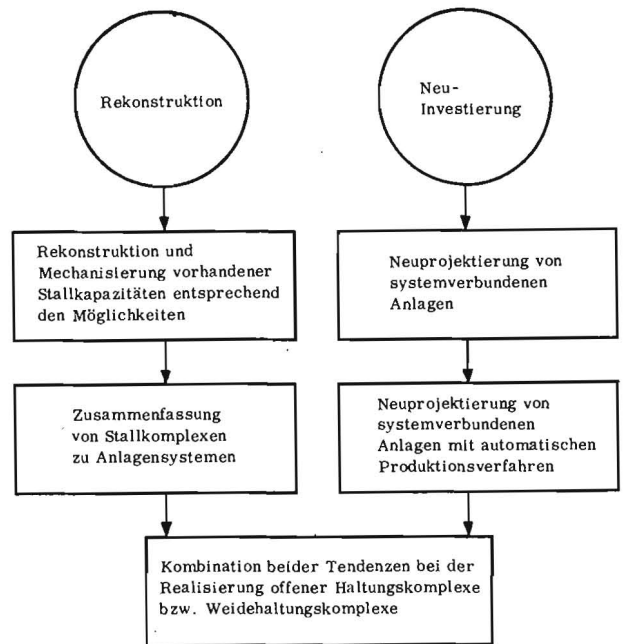 Rekonstruktion
Neu-
Investierung
Rekonstruktion und
Mechanisierung vorhandener
Stallkapazitäten entsprechend
den Möglichkeiten
Neuprojektierung von
systemverbundenen
Anlagen
Zusammenfassung
von Stallkomplexen
zu Anlagensystemen
Neuprojektierung von
systemverbundenen
Anlagen mit automatischen
Produktionsverfahren
Kombination beider Tendenzen bei der
Realisierung offener Haltungskomplexe
bzw. Weidehaltungskomplexe